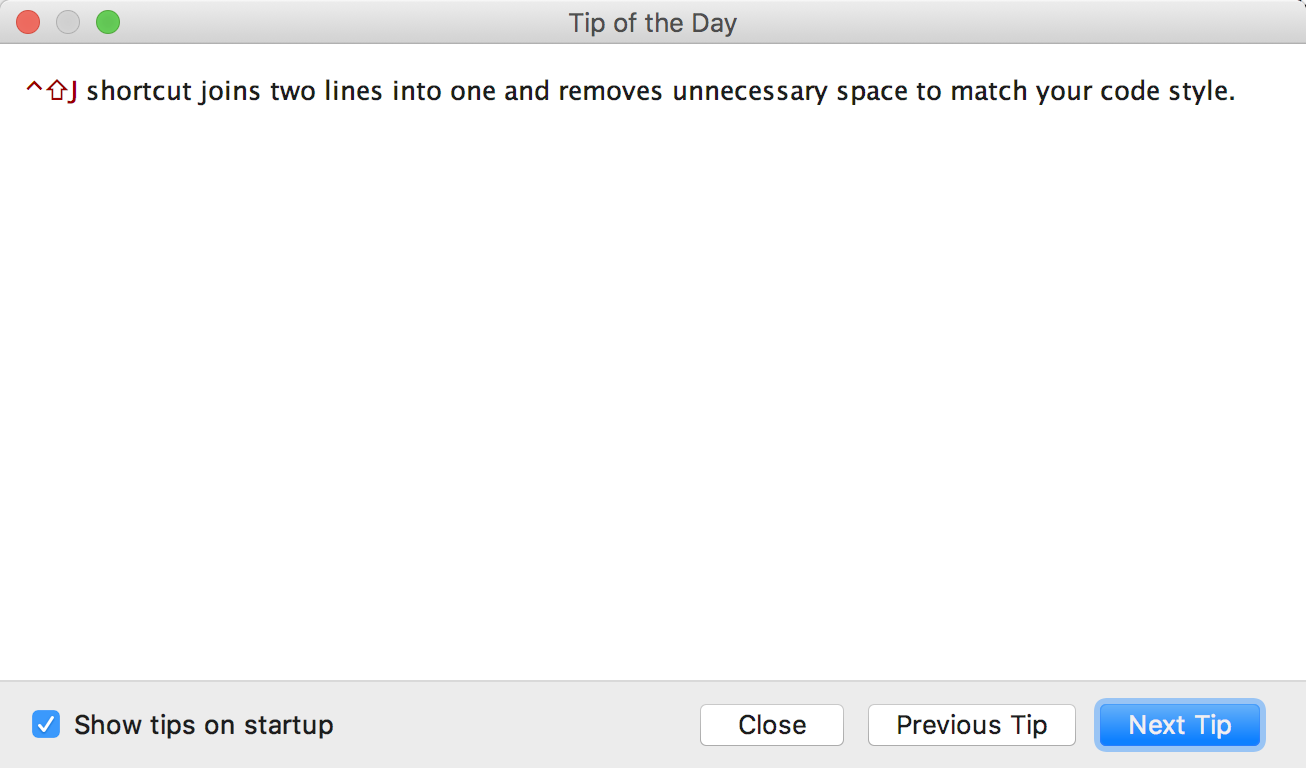 Tip of the Day
^⇧J shortcut joins two lines into one and removes unnecessary space to match your code style.
Show tips on startup
Close
Previous Tip
Next Tip